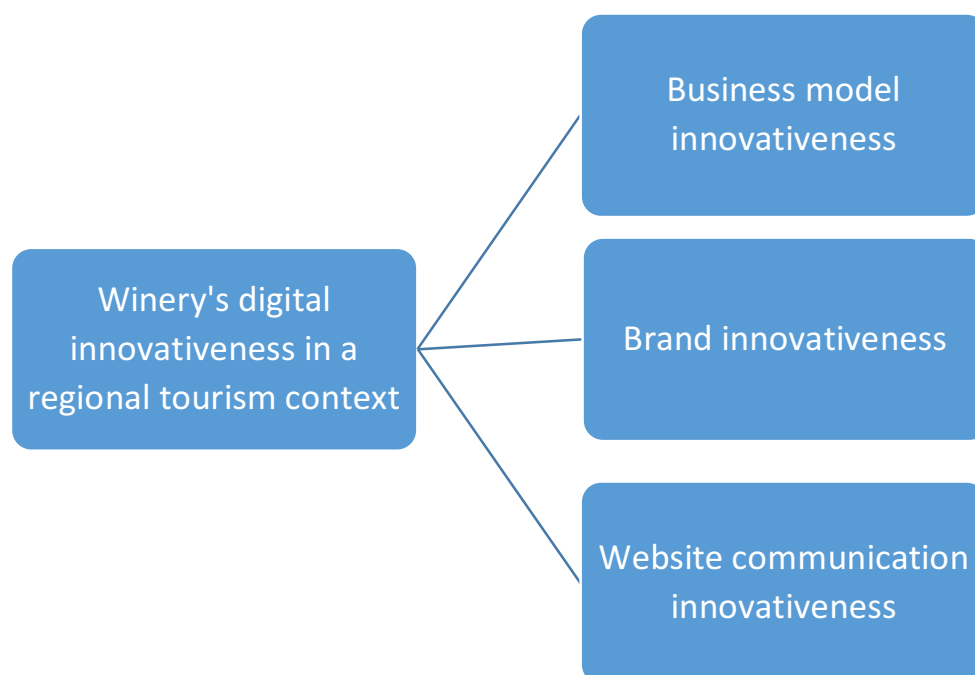 Winery's digital
innovativeness in a
regional tourism context
Business model
innovativeness
Brand innovativeness
Website communication
innovativeness